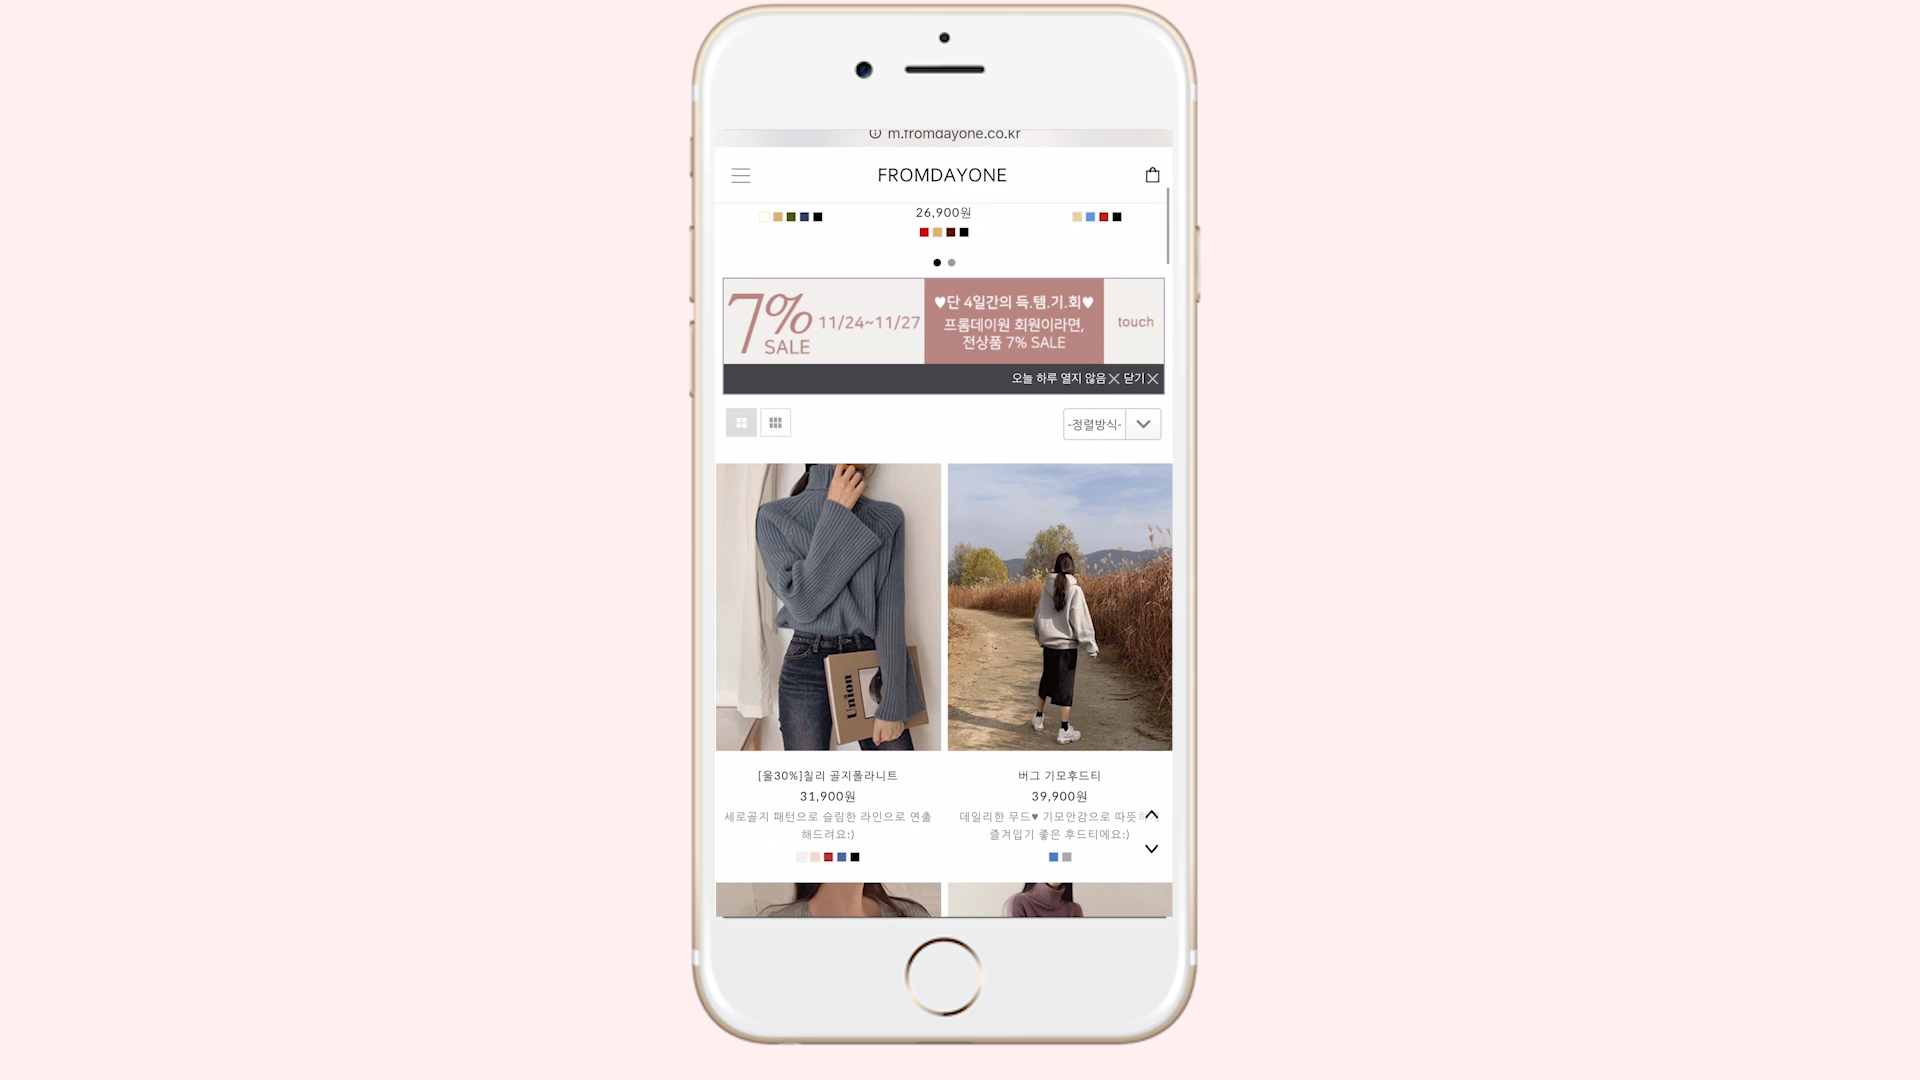 m.fromdayone.co.kr
FROMDAYONE
26,900원
7%
SALE
11/24~11/27
♥단 4일간의 득.템.기.회♥
프롬데이원 회원이라면,
전상품 7% SALE
touch
오늘 하루 열지 않음 닫기
-정렬방식-
Union
[울30%]칠리 골지폴라니트
31,900원
세로골지 패턴으로 슬림한 라인으로 연출
해드려요:)
버그 기모후드티
39,900원
데일리한 무드♥ 기모안감으로 따뜻하게
즐겨입기 좋은 후드티에요:)